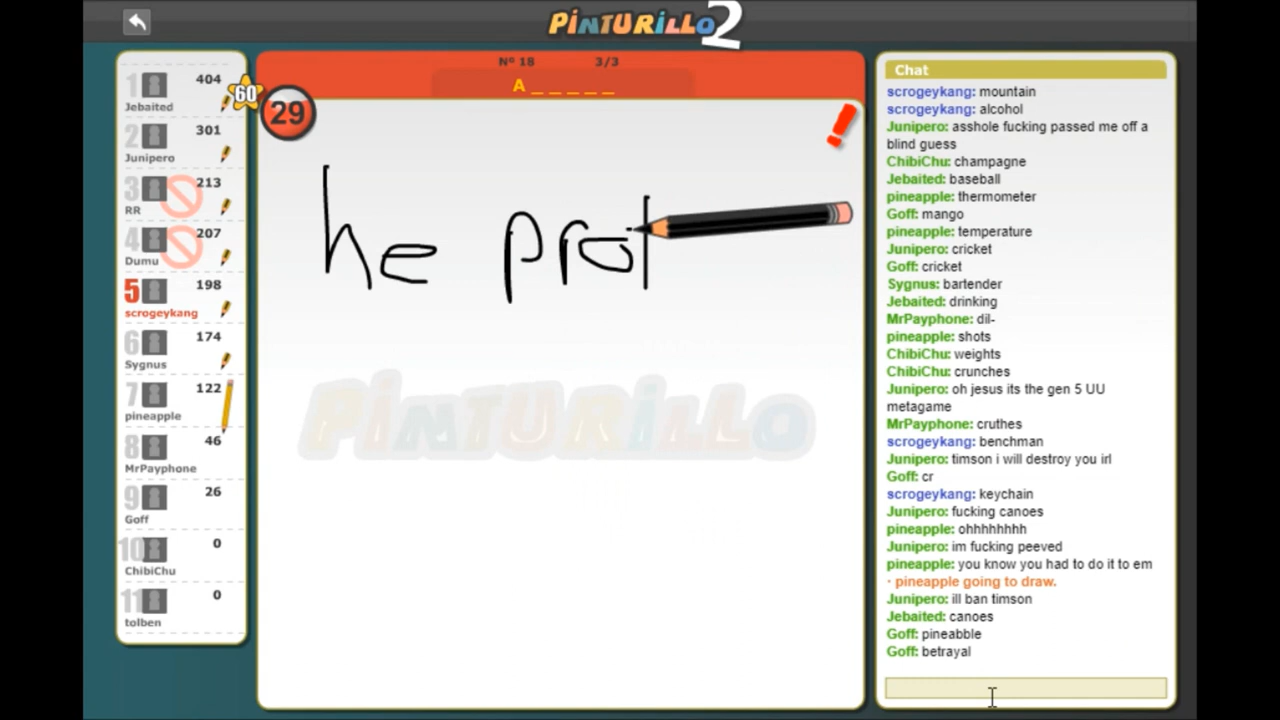 PINTURILLO 2
Nº 18 3/3
A _ _ _ _ _
60
29
he prot
PINTURILLO
1 Jebaited 404
2 Junipero 301
3 RR 213
4 Dumu 207
5 scrogeykang 198
6 Sygnus 174
7 pineapple 122
8 MrPayphone 46
9 Goff 26
10 ChibiChu 0
11 tolben 0
Chat
scrogeykang: mountain
scrogeykang: alcohol
Junipero: asshole fucking passed me off a
blind guess
ChibiChu: champagne
Jebaited: baseball
pineapple: thermometer
Goff: mango
pineapple: temperature
Junipero: cricket
Goff: cricket
Sygnus: bartender
Jebaited: drinking
MrPayphone: dil-
pineapple: shots
ChibiChu: weights
ChibiChu: crunches
Junipero: oh jesus its the gen 5 UU
metagame
MrPayphone: cruthes
scrogeykang: benchman
Junipero: timson i will destroy you irl
Goff: cr
scrogeykang: keychain
Junipero: fucking canoes
pineapple: ohhhhhhhh
Junipero: im fucking peeved
pineapple: you know you had to do it to em
· pineapple going to draw.
Junipero: ill ban timson
Jebaited: canoes
Goff: pineabble
Goff: betrayal